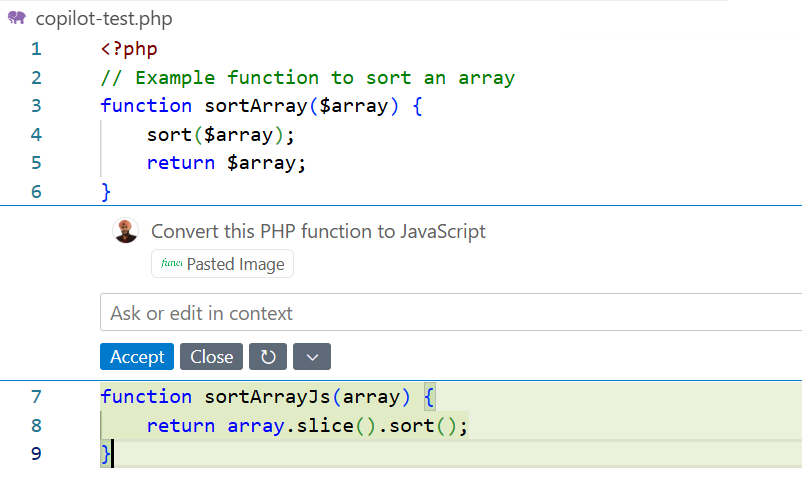 copilot-test.php
1 <?php
2 // Example function to sort an array
3 function sortArray($array) {
4 sort($array);
5 return $array;
6 }
Convert this PHP function to JavaScript
Pasted Image
Ask or edit in context
Accept Close
7 function sortArrayJs(array) {
8 return array.slice().sort();
9 }